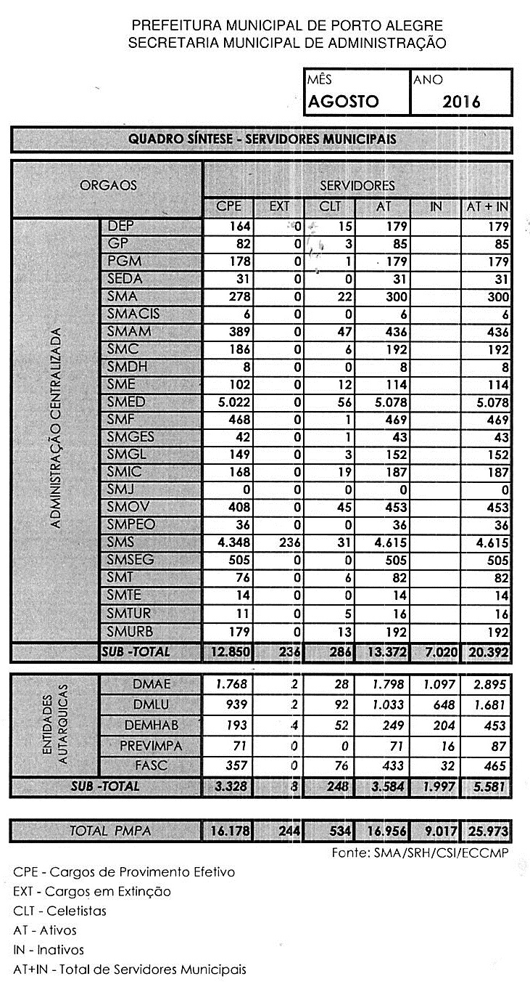 PREFEITURA MUNICIPAL DE PORTO ALEGRE
SECRETARIA MUNICIPAL DE ADMINISTRAÇÃO
MÊS ANO
AGOSTO 2016
QUADRO SÍNTESE - SERVIDORES MUNICIPAIS
ORGAOS SERVIDORES
CPE EXT CLT AT IN AT + IN
ADMINISTRAÇÃO CENTRALIZADA
DEP 164 0 15 179 179
GP 82 0 3 85 85
PGM 178 0 1 179 179
SEDA 31 0 0 31 31
SMA 278 0 22 300 300
SMACIS 6 0 0 6 6
SMAM 389 0 47 436 436
SMC 186 0 6 192 192
SMDH 8 0 0 8 8
SME 102 0 12 114 114
SMED 5.022 0 56 5.078 5.078
SMF 468 0 1 469 469
SMGES 42 0 1 43 43
SMGL 149 0 3 152 152
SMIC 168 0 19 187 187
SMJ 0 0 0 0 0
SMOV 408 0 45 453 453
SMPEO 36 0 0 36 36
SMS 4.348 236 31 4.615 4.615
SMSEG 505 0 0 505 505
SMT 76 0 6 82 82
SMTE 14 0 0 14 14
SMTUR 11 0 5 16 16
SMURB 179 0 13 192 192
SUB -TOTAL 12.850 236 286 13.372 7.020 20.392
ENTIDADES
AUTARQUICAS
DMAE 1.768 2 28 1.798 1.097 2.895
DMLU 939 2 92 1.033 648 1.681
DEMHAB 193 4 52 249 204 453
PREVIMPA 71 0 0 71 16 87
FASC 357 0 76 433 32 465
SUB -TOTAL 3.328 8 248 3.584 1.997 5.581
TOTAL PMPA 16.178 244 534 16.956 9.017 25.973
Fonte: SMA/SRH/CSI/ECCMP
CPE - Cargos de Provimento Efetivo
EXT - Cargos em Extinção
CLT - Celetistas
AT - Ativos
IN - Inativos
AT+IN - Total de Servidores Municipais